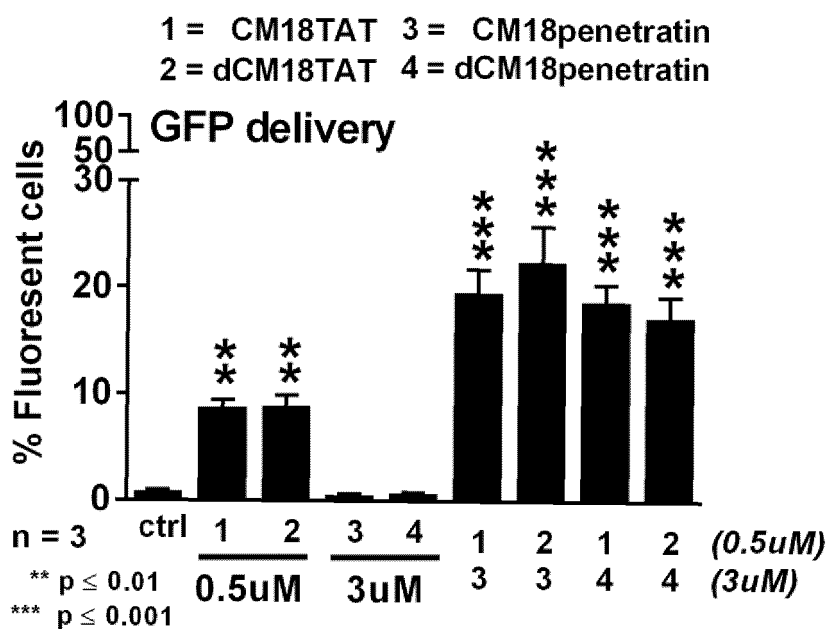 1 = CM18TAT 3 = CM18penetratin
2 = dCM18TAT 4 = dCM18penetratin
GFP delivery
% Fluoresent cells
100
50
30
20
10
0
** ** *** *** *** ***
ctrl 1 2 3 4 1 2 1 2 (0.5uM)
3 3 4 4 (3uM)
0.5uM 3uM
n = 3
** p ≤ 0.01
*** p ≤ 0.001